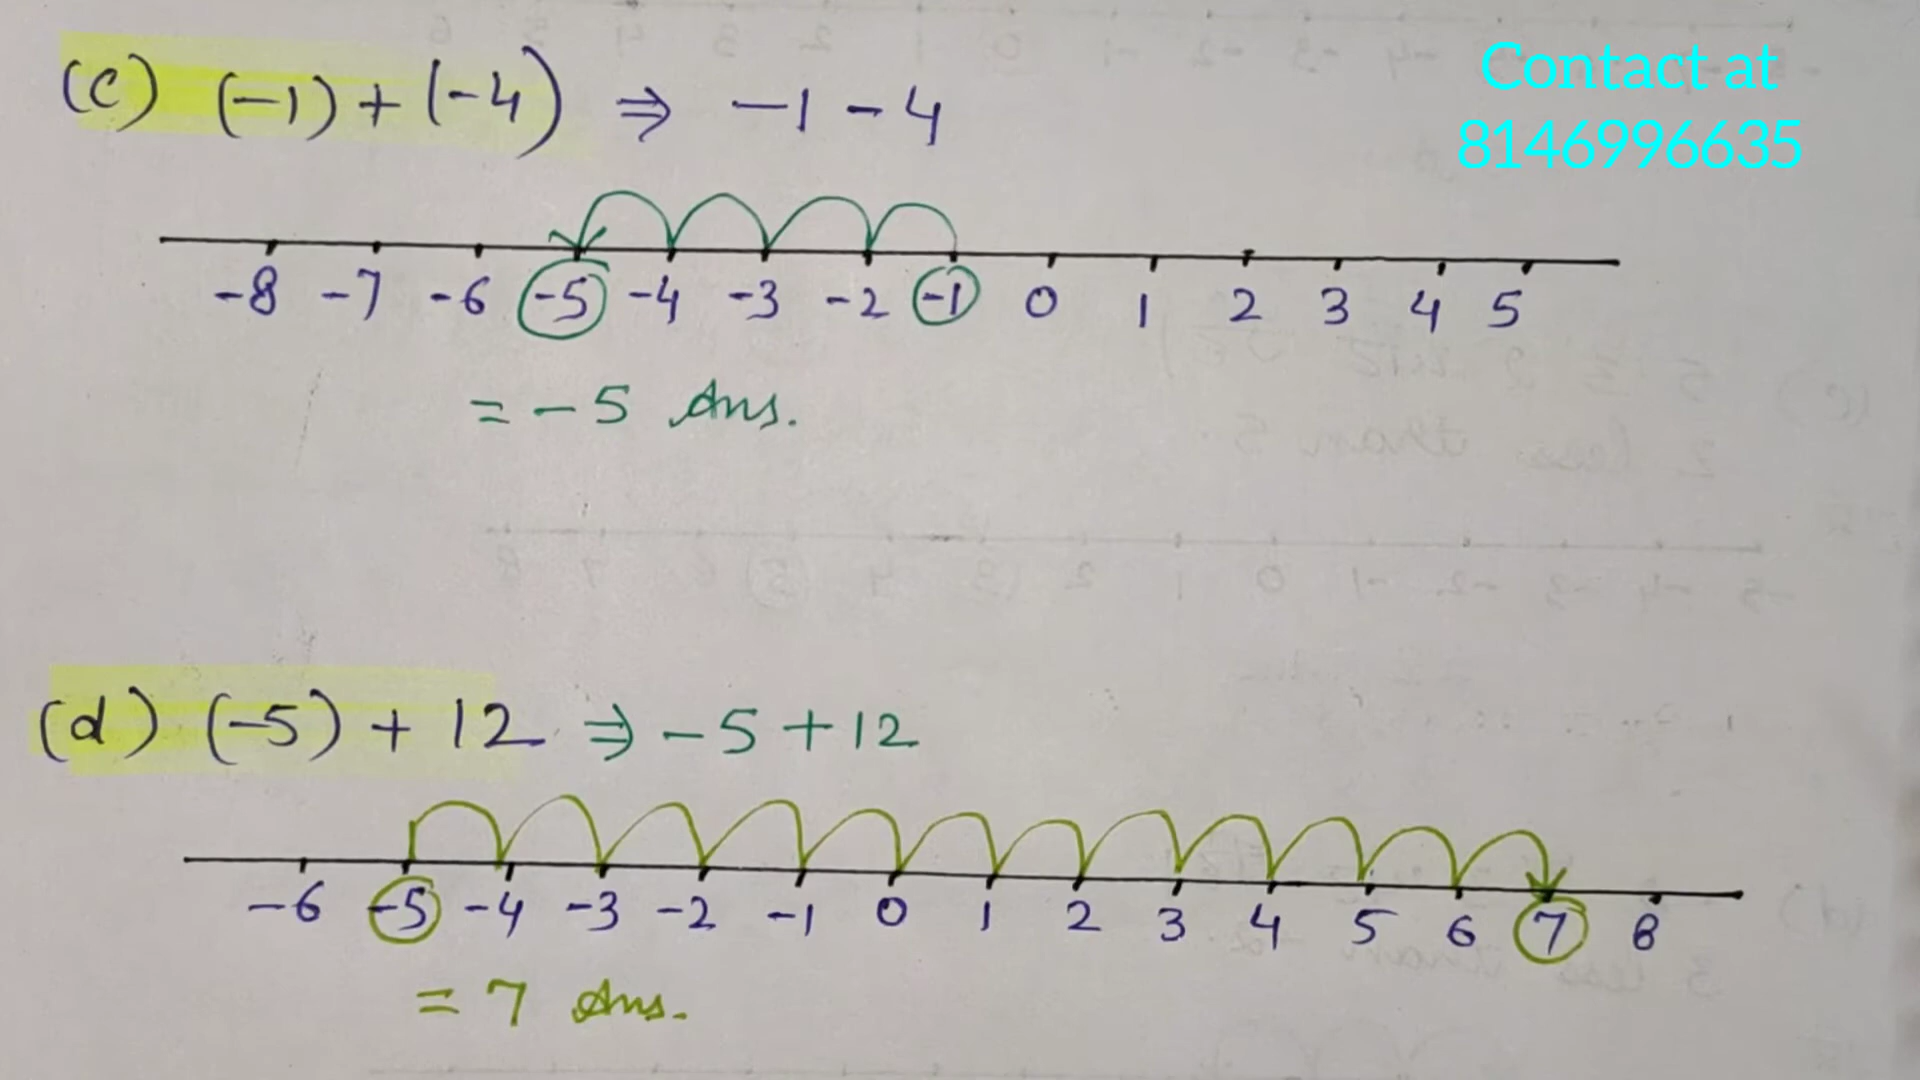 (c) (-1) + (-4) ⇒ -1 - 4
Contact at
8146996635
-8 -7 -6 -5 -4 -3 -2 -1 0 1 2 3 4 5
= -5 Ans.
(d) (-5) + 12 ⇒ -5 + 12
-6 -5 -4 -3 -2 -1 0 1 2 3 4 5 6 7 8
= 7 Ans.